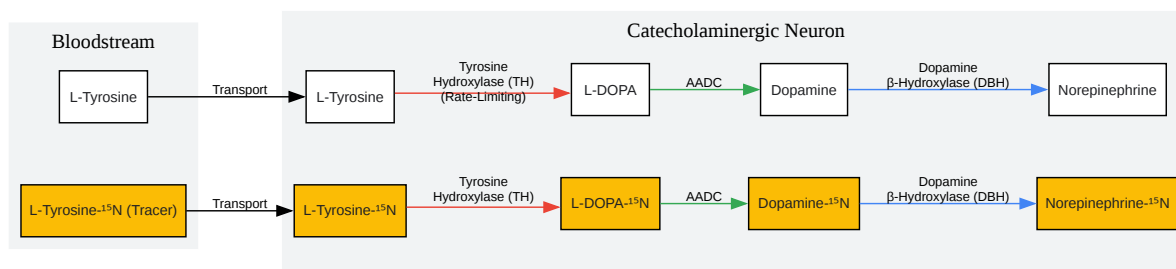 Bloodstream
Catecholaminergic Neuron
L-Tyrosine
Transport
L-Tyrosine
Tyrosine
Hydroxylase (TH)
(Rate-Limiting)
L-DOPA
AADC
Dopamine
Dopamine
β-Hydroxylase (DBH)
Norepinephrine
L-Tyrosine-¹⁵N (Tracer)
Transport
L-Tyrosine-¹⁵N
Tyrosine
Hydroxylase (TH)
L-DOPA-¹⁵N
AADC
Dopamine-¹⁵N
Dopamine
β-Hydroxylase (DBH)
Norepinephrine-¹⁵N